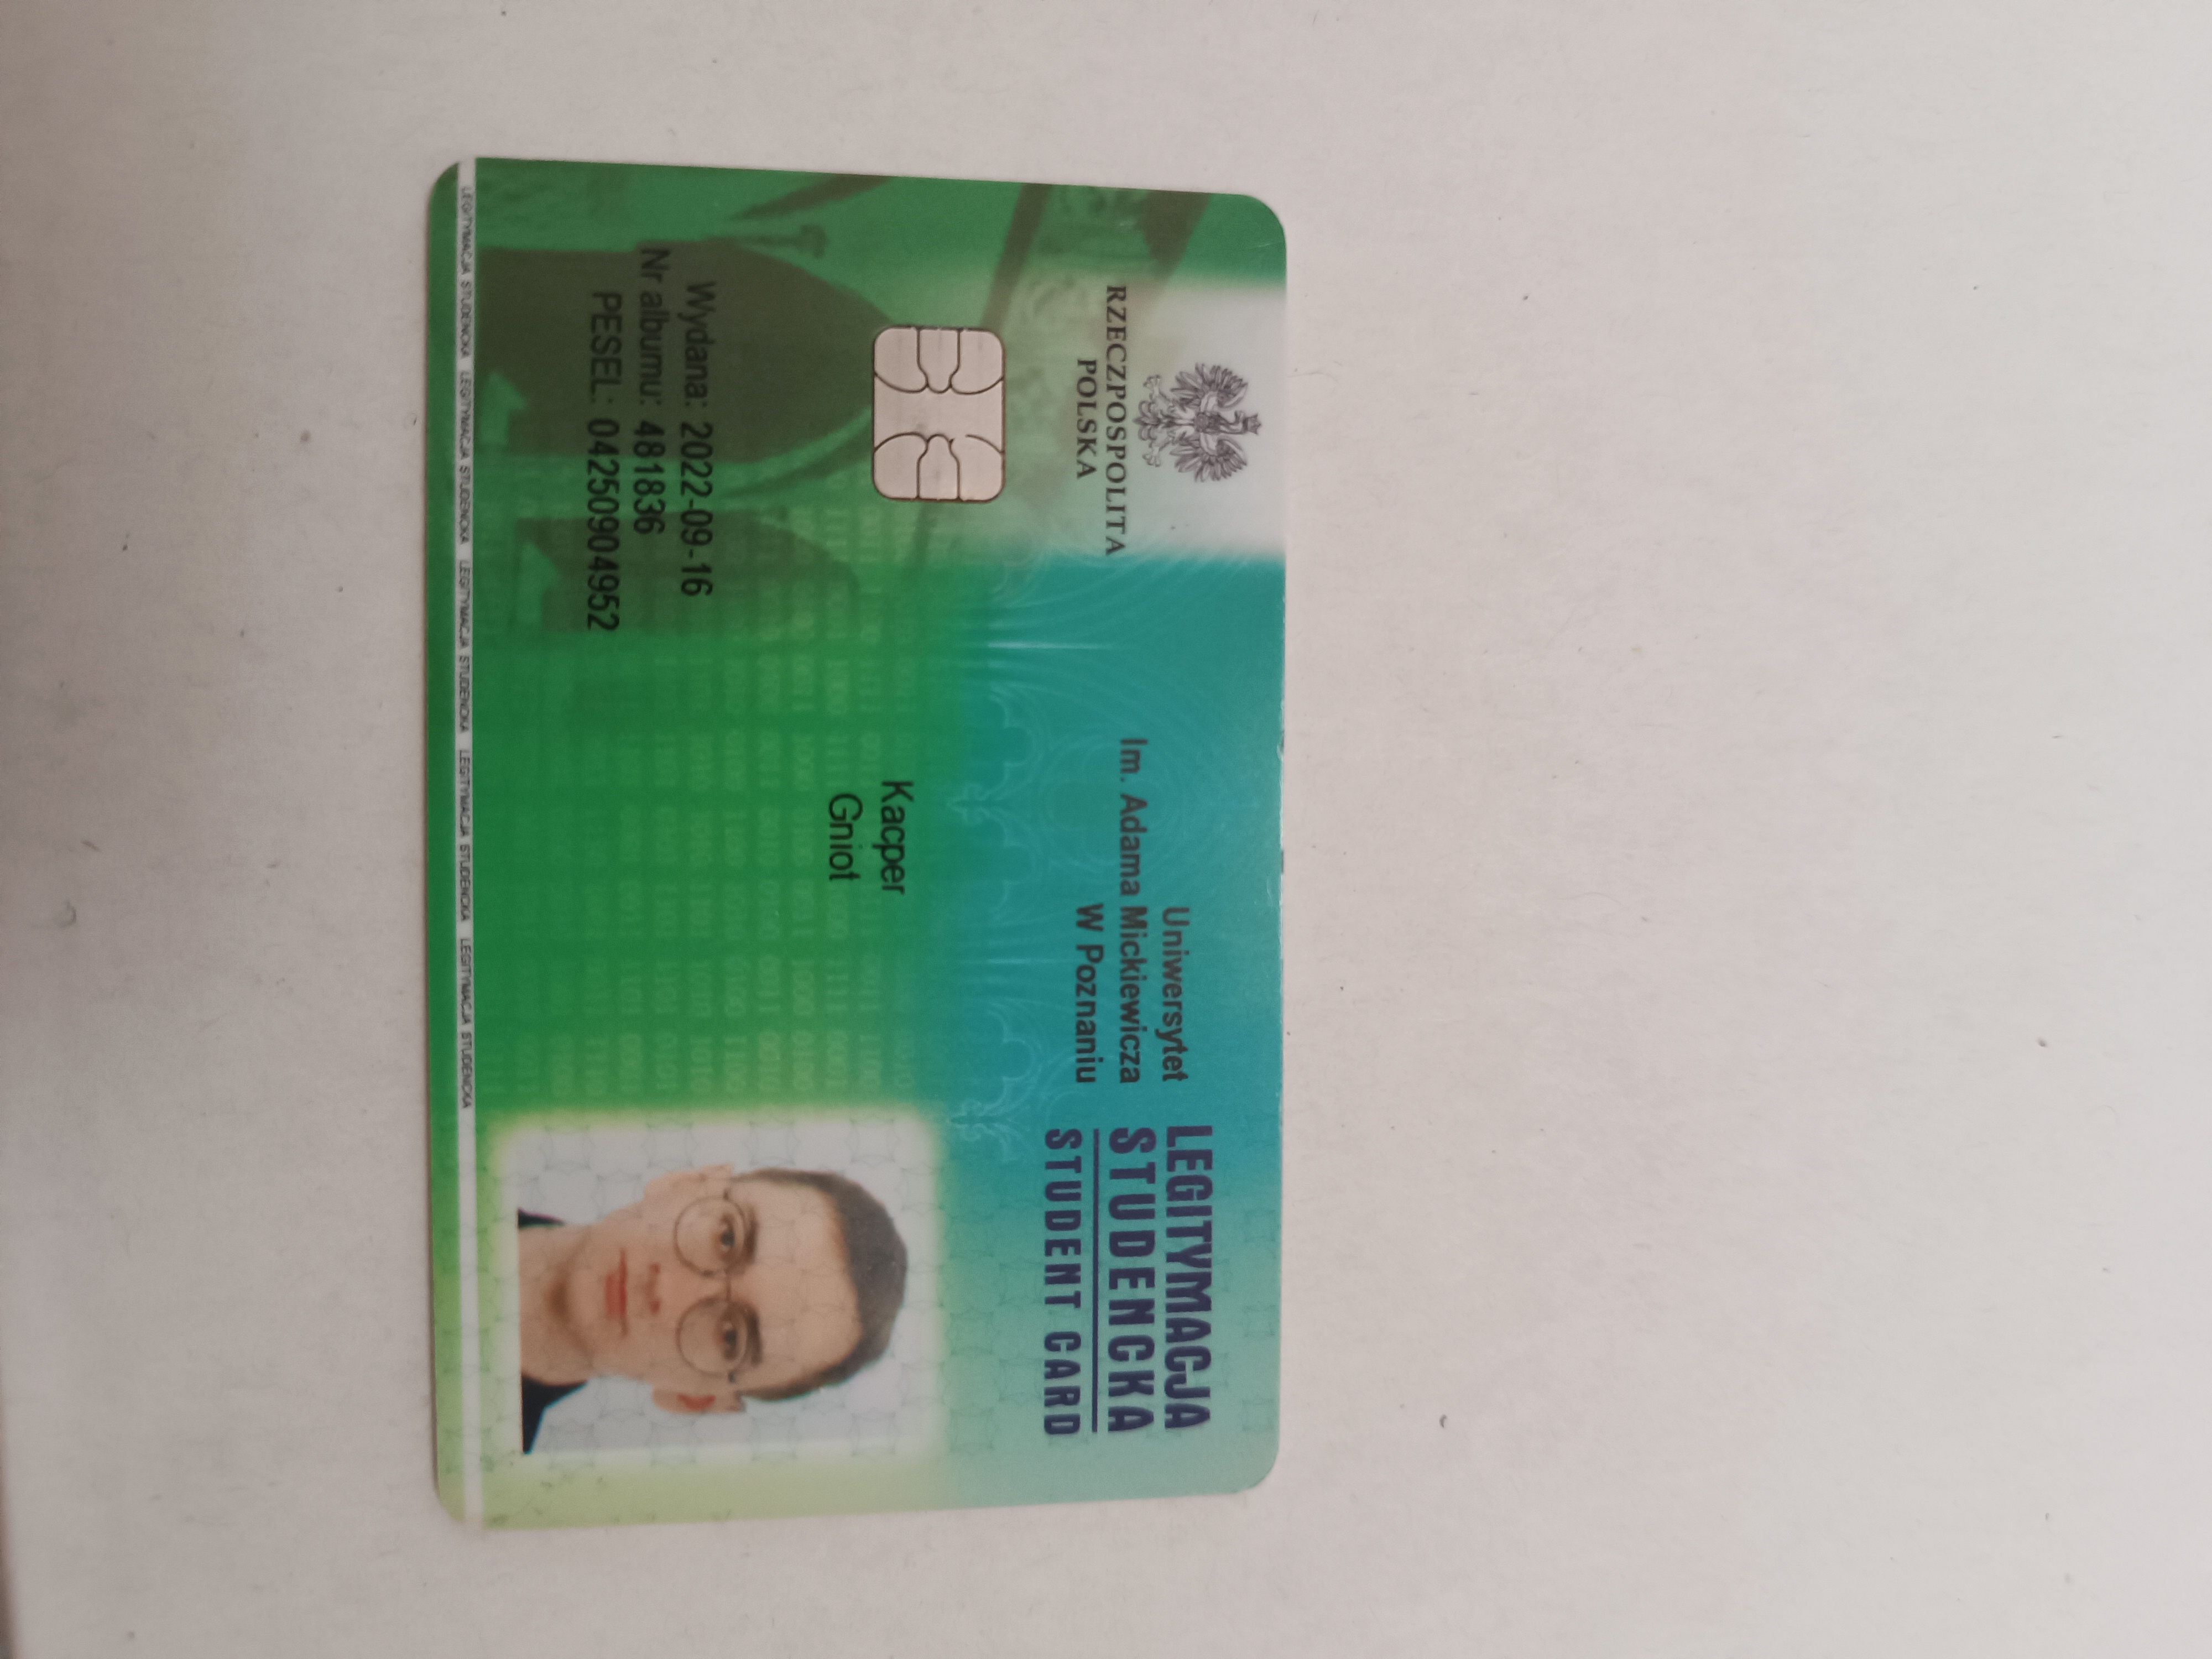 RZECZPOSPOLITA
POLSKA
Uniwersytet
Im. Adama Mickiewicza
W Poznaniu
LEGITYMACJA
STUDENCKA
STUDENT CARD
Kacper
Gniot
Wydana: 2022-09-16
Nr albumu: 481836
PESEL: 04250904952
LEGITYMACJA STUDENCKA LEGITYMACJA STUDENCKA LEGITYMACJA STUDENCKA LEGITYMACJA STUDENCKA LEGITYMACJA STUDENCKA